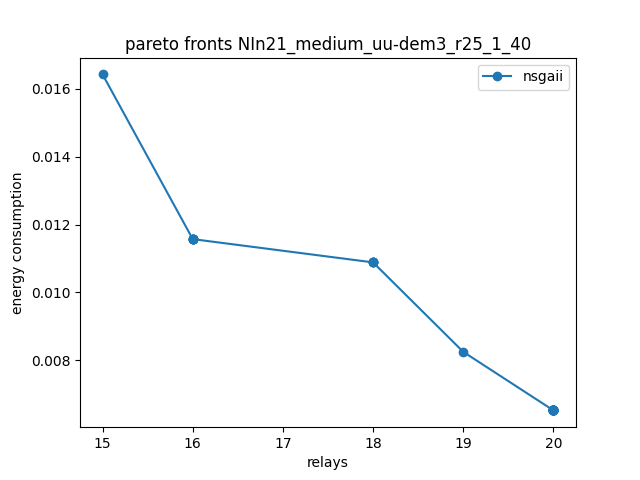 pareto fronts NIn21_medium_uu-dem3_r25_1_40
nsgaii
0.016
0.014
0.012
0.010
0.008
energy consumption
15 16 17 18 19 20
relays